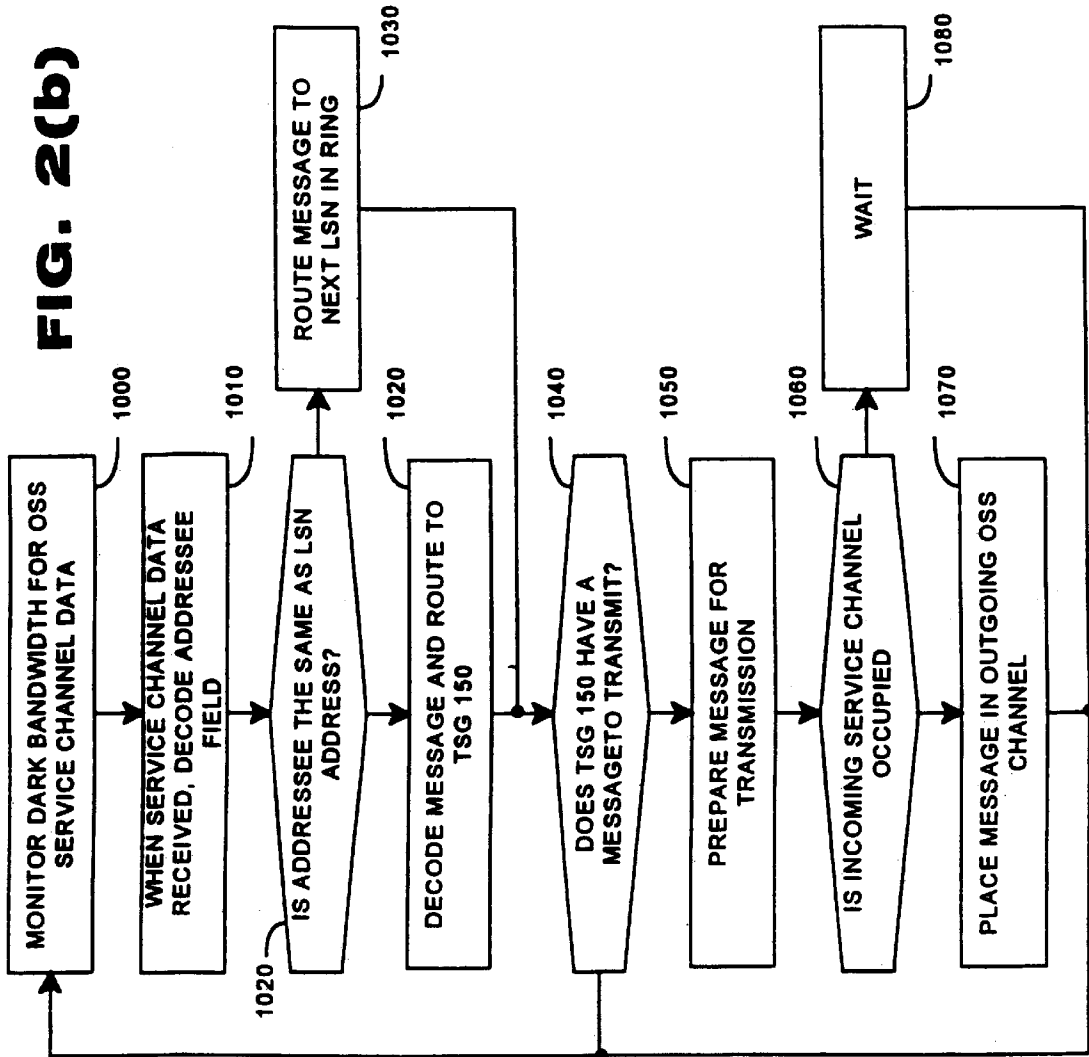 FIG. 2(b)
MONITOR DARK BANDWIDTH FOR OSS
SERVICE CHANNEL DATA
1000
WHEN SERVICE CHANNEL DATA
RECEIVED, DECODE ADDRESSEE
FIELD
1010
IS ADDRESSEE THE SAME AS LSN
ADDRESS?
1020
ROUTE MESSAGE TO
NEXT LSN IN RING
1030
DECODE MESSAGE AND ROUTE TO
TSG 150
1020
DOES TSG 150 HAVE A
MESSAGETO TRANSMIT?
1040
PREPARE MESSAGE FOR
TRANSMISSION
1050
IS INCOMING SERVICE CHANNEL
OCCUPIED
1060
WAIT
1080
PLACE MESSAGE IN OUTGOING OSS
CHANNEL
1070